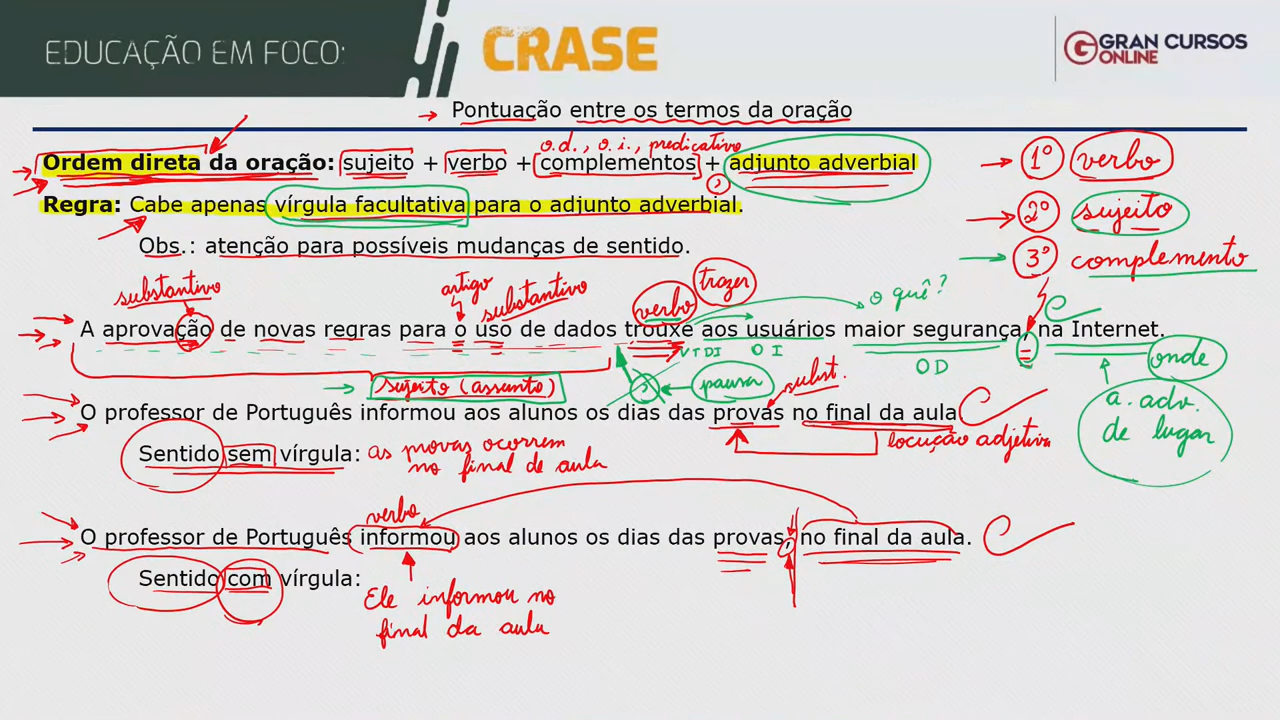 EDUCAÇÃO EM FOCO:
CRASE
GRAN CURSOS
ONLINE
→ Pontuação entre os termos da oração
o.d., o.i., predicativo
Ordem direta da oração: sujeito + verbo + complementos + adjunto adverbial
,
Regra: Cabe apenas vírgula facultativa para o adjunto adverbial.
Obs.: atenção para possíveis mudanças de sentido.
1º verbo
2º sujeito
3º complemento
substantivo
artigo
substantivo
verbo
trazer
o quê?
A aprovação de novas regras para o uso de dados trouxe aos usuários maior segurança, na Internet.
VTDI
OI
OD
onde
a. adv.
de lugar
sujeito (assunto)
pausa
subst.
O professor de Português informou aos alunos os dias das provas no final da aula
locução adjetiva
Sentido sem vírgula: as provas ocorrem
no final de aula
verbo
O professor de Português informou aos alunos os dias das provas, no final da aula.
Sentido com vírgula:
Ele informou no
final da aula